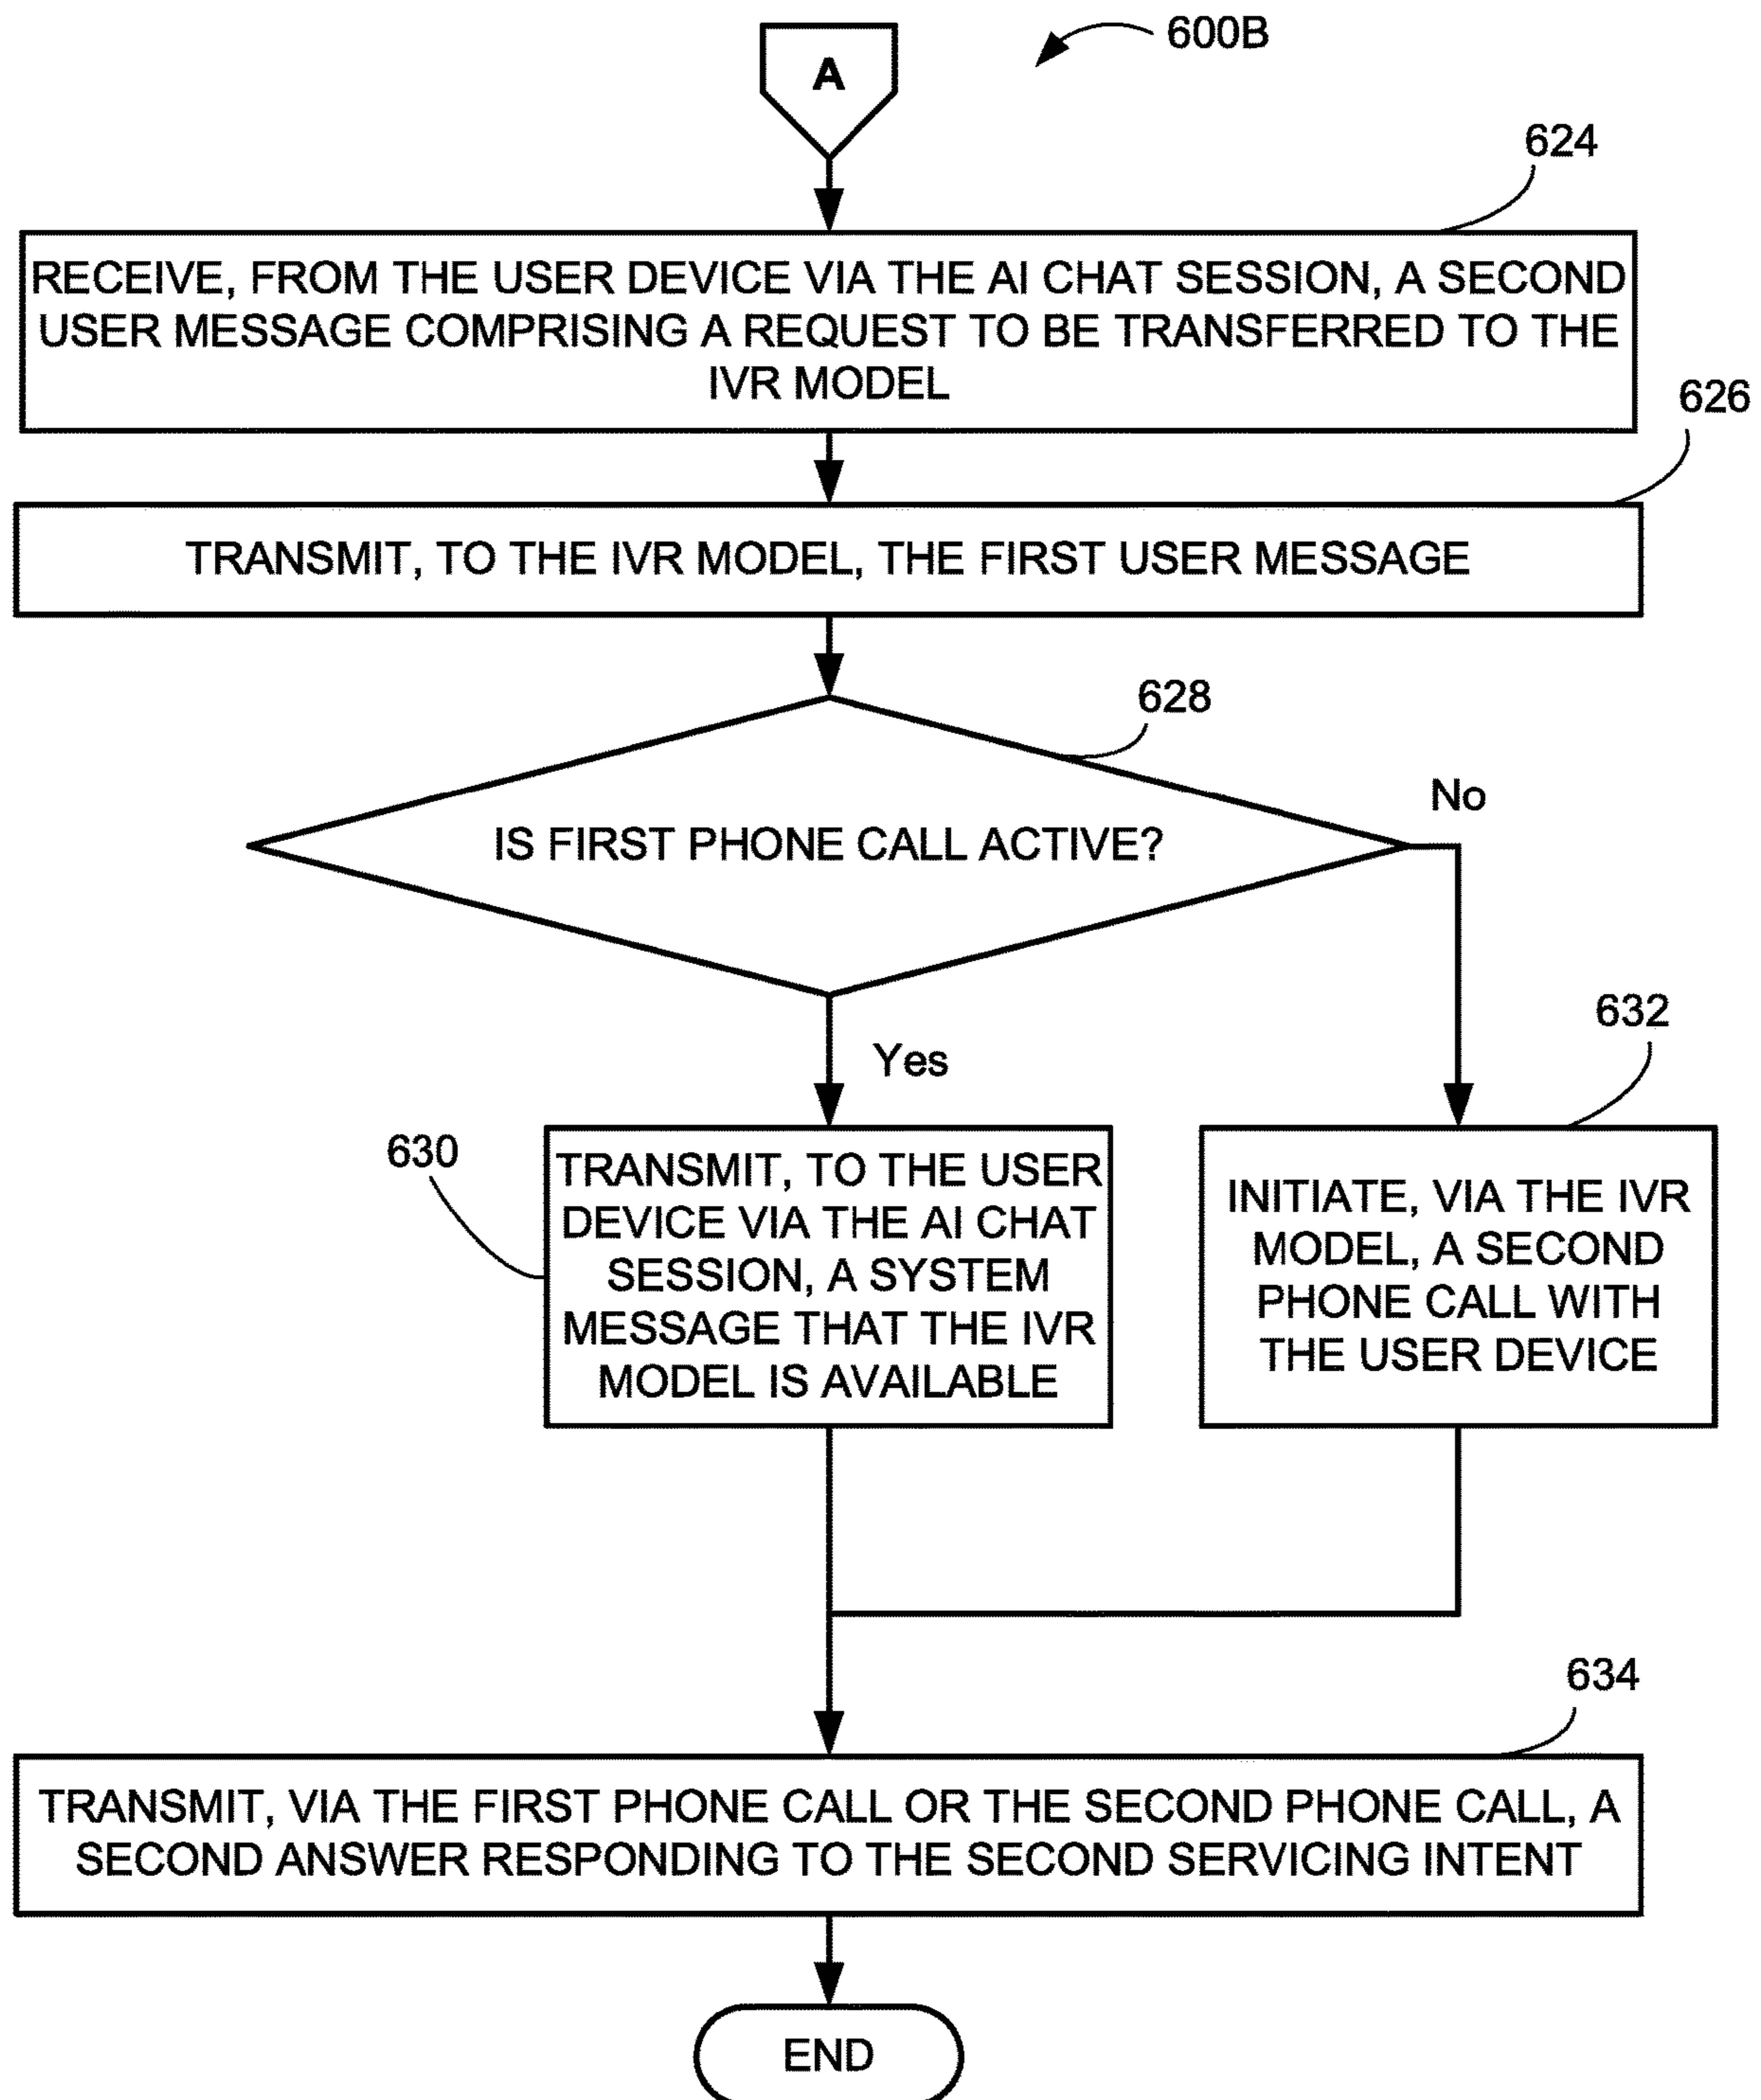 A
600B
624
RECEIVE, FROM THE USER DEVICE VIA THE AI CHAT SESSION, A SECOND
USER MESSAGE COMPRISING A REQUEST TO BE TRANSFERRED TO THE
IVR MODEL
626
TRANSMIT, TO THE IVR MODEL, THE FIRST USER MESSAGE
628
IS FIRST PHONE CALL ACTIVE?
No
Yes
630
TRANSMIT, TO THE USER
DEVICE VIA THE AI CHAT
SESSION, A SYSTEM
MESSAGE THAT THE IVR
MODEL IS AVAILABLE
632
INITIATE, VIA THE IVR
MODEL, A SECOND
PHONE CALL WITH
THE USER DEVICE
634
TRANSMIT, VIA THE FIRST PHONE CALL OR THE SECOND PHONE CALL, A
SECOND ANSWER RESPONDING TO THE SECOND SERVICING INTENT
END